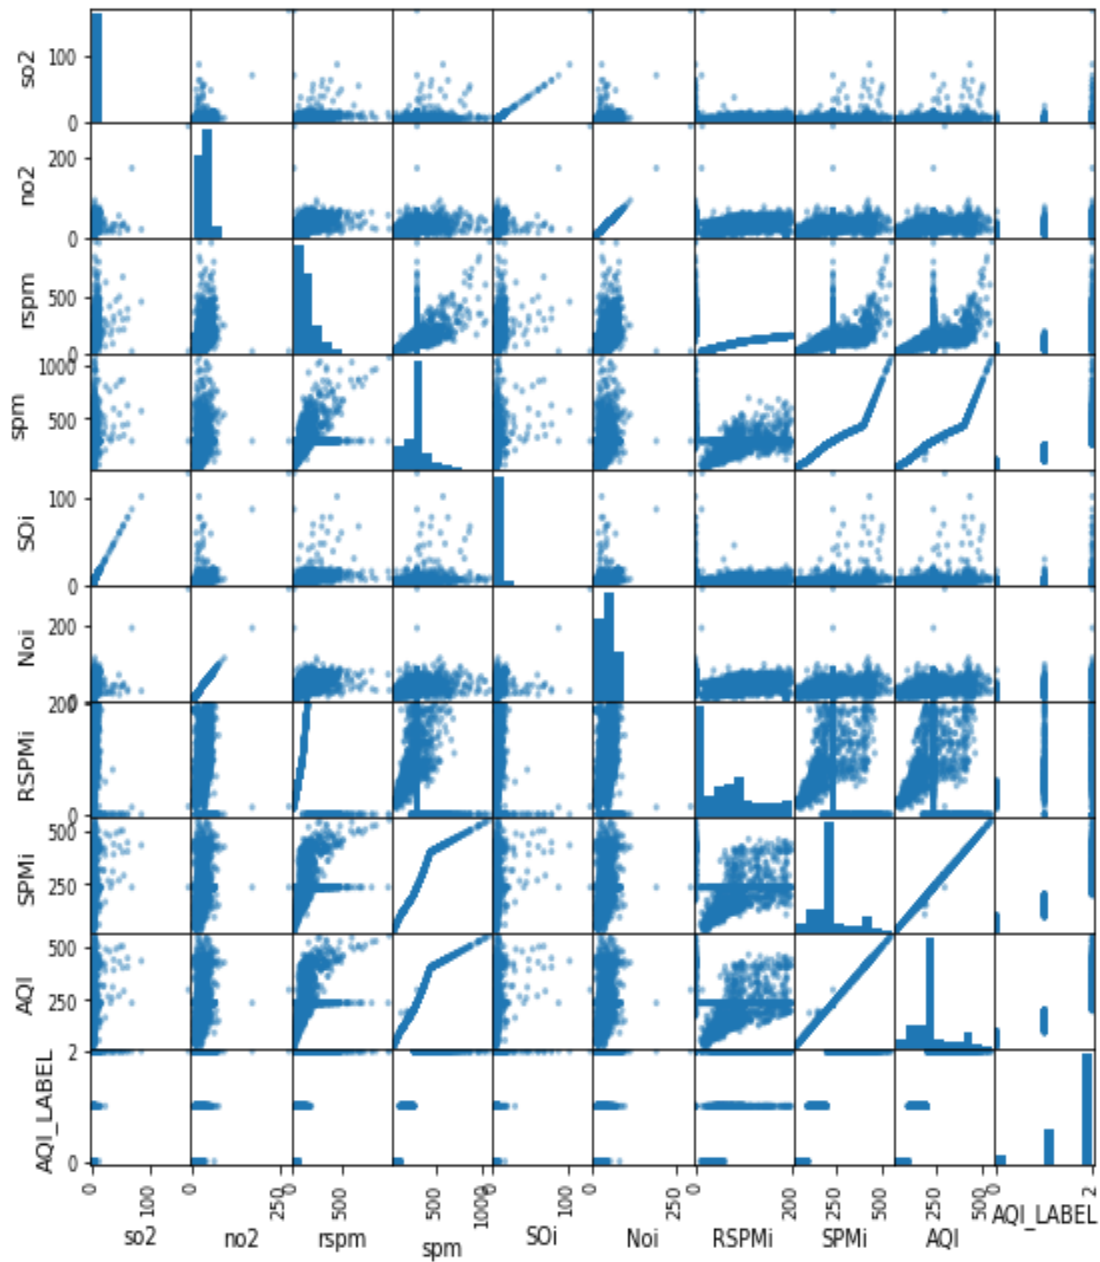 so2
100
0
no2
200
0
rspm
500
0
spm
1000
500
SOi
100
0
Noi
200
0
RSPMi
200
0
SPMi
500
250
AQI
500
250
AQI_LABEL
2
0
0 100 0 250 0 500 500 1000 0 100 0 250 0 200 250 500 250 500 0 2
so2 no2 rspm spm SOi Noi RSPMi SPMi AQI AQI_LABEL